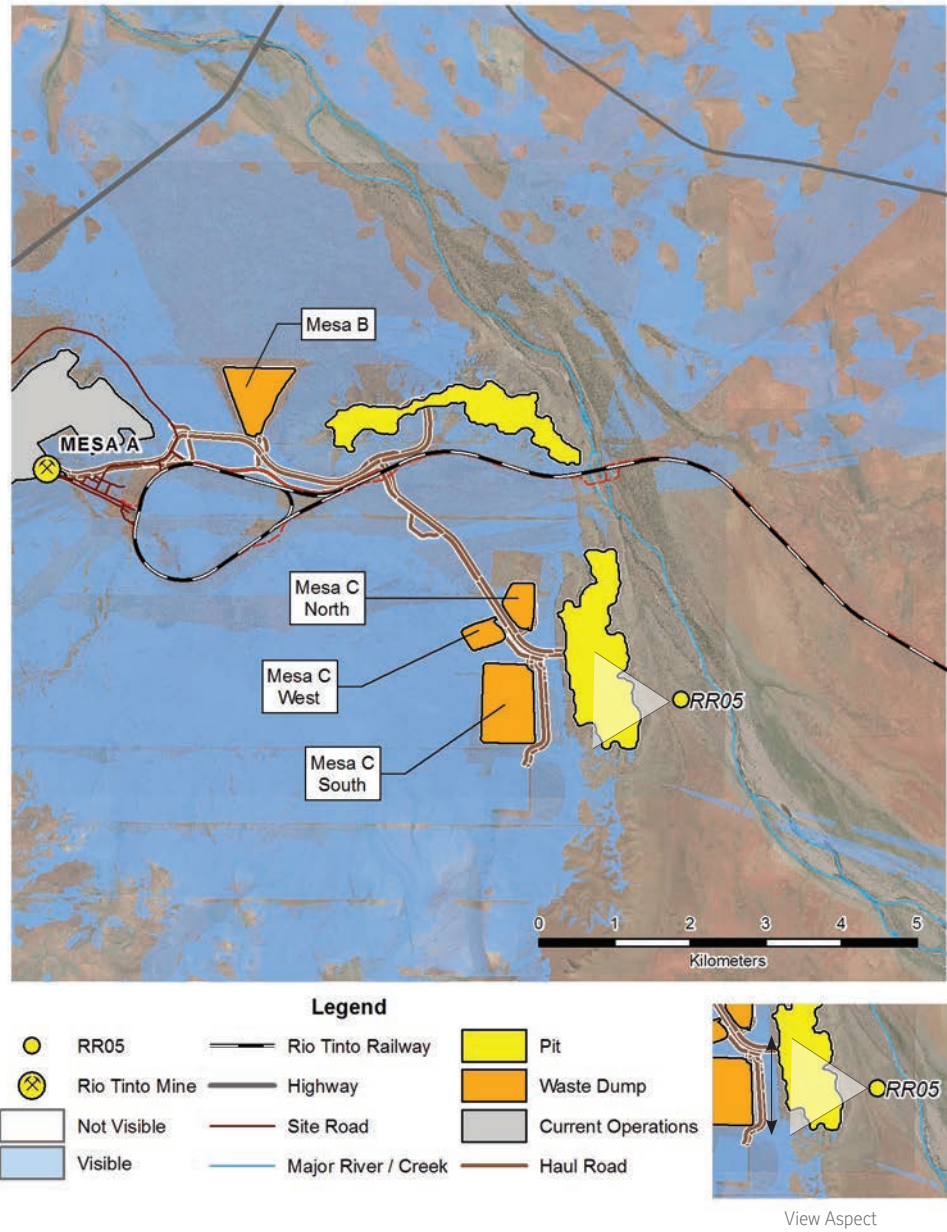 Mesa B
MESA A
Mesa C
North
Mesa C
West
RR05
Mesa C
South
0 1 2 3 4 5
Kilometers
Legend
RR05
Rio Tinto Mine
Not Visible
Visible
Rio Tinto Railway
Highway
Site Road
Major River / Creek
Pit
Waste Dump
Current Operations
Haul Road
RR05
View Aspect